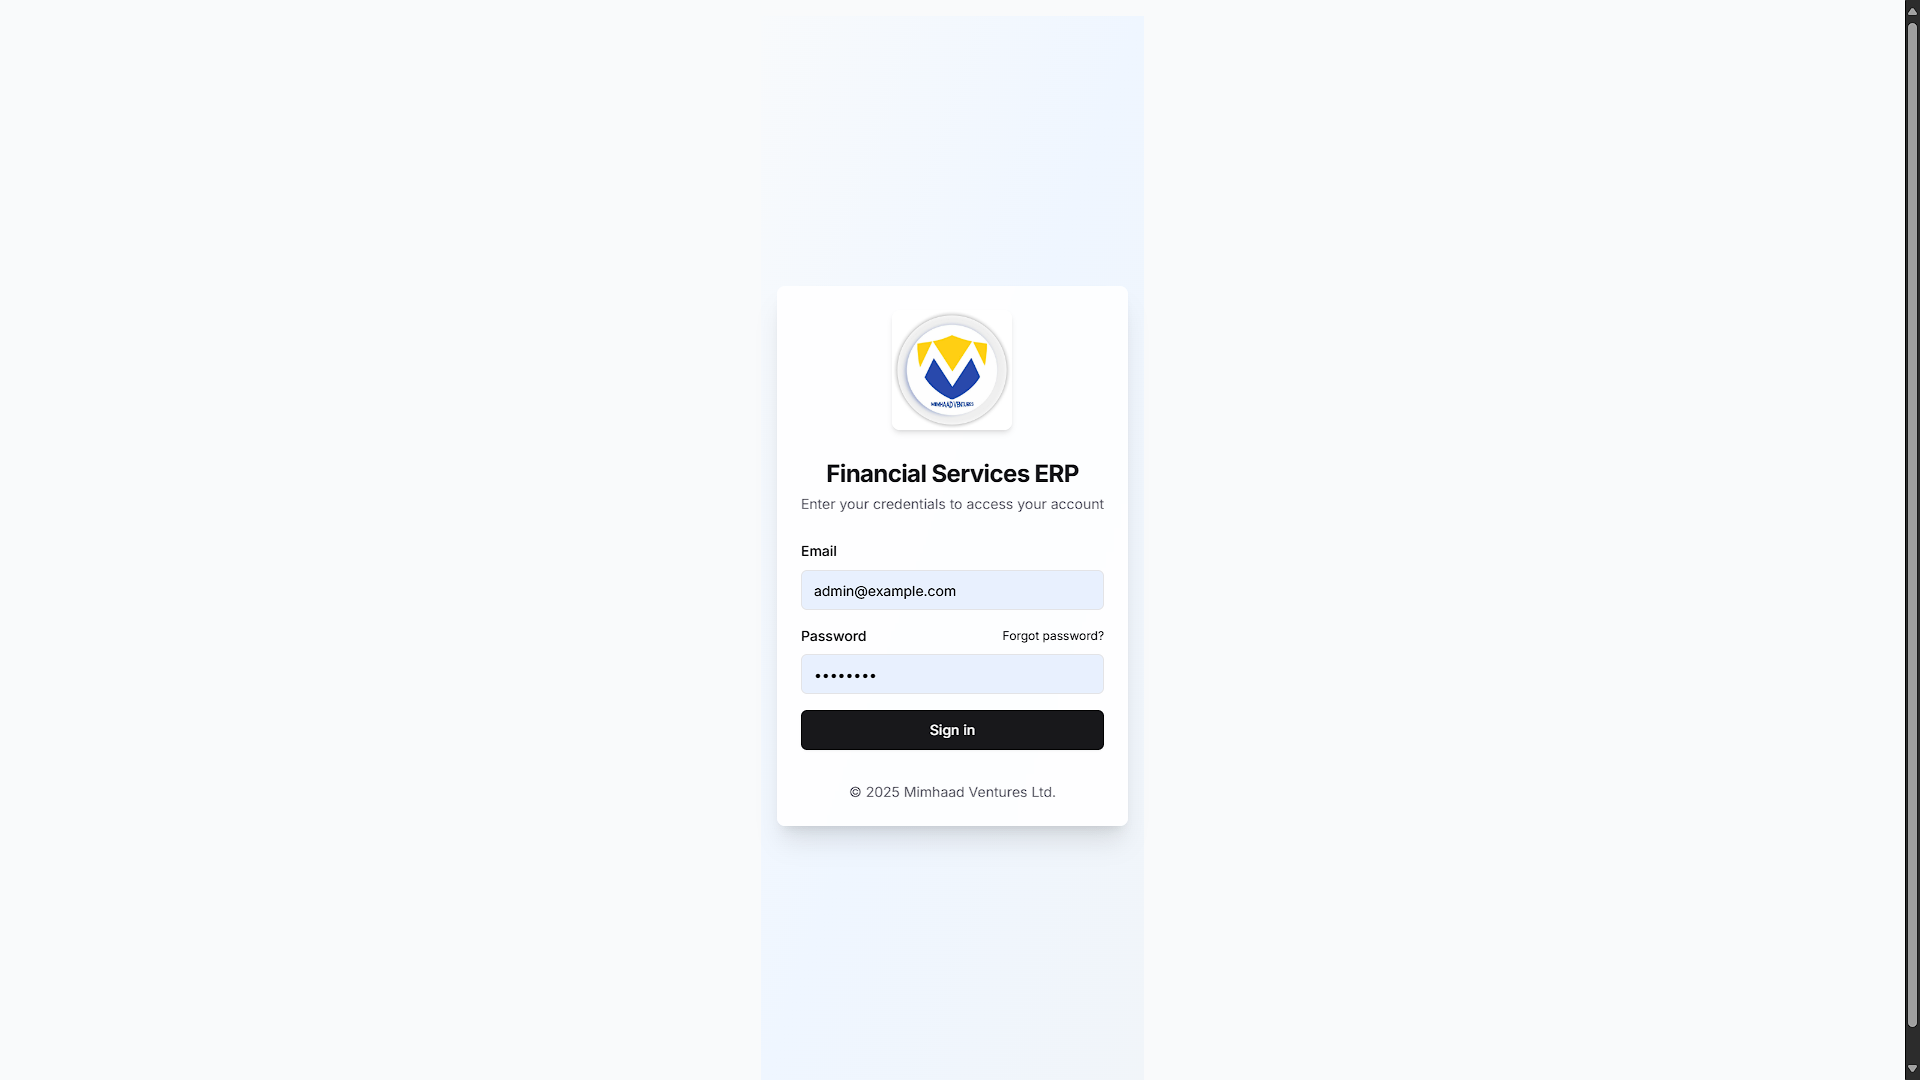 MIMHAAD VENTURES
Financial Services ERP
Enter your credentials to access your account
Email
admin@example.com
Password
Forgot password?
••••••••
Sign in
© 2025 Mimhaad Ventures Ltd.